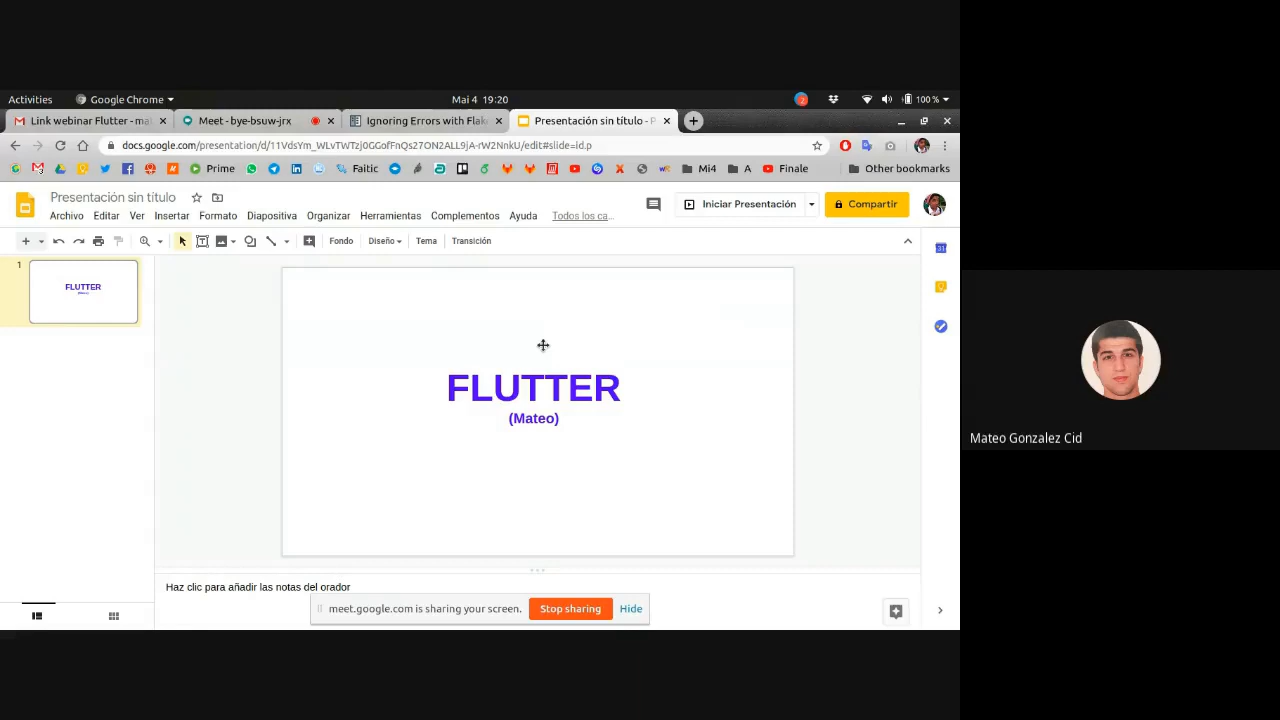 Activities
Google Chrome
Mai 4 19:20
2
100 %
Link webinar Flutter - ma
Meet - bye-bsuw-jrx
Ignoring Errors with Flak
Presentación sin título - P
docs.google.com/presentation/d/11VdsYm_WLvTWTzj0GGofFnQs27ON2ALL9jA-rW2NnkU/edit#slide=id.p
Prime
Faitic
Mi4
A
Finale
Other bookmarks
Presentación sin título
Iniciar Presentación
Compartir
Archivo Editar Ver Insertar Formato Diapositiva Organizar Herramientas Complementos Ayuda Todos los ca...
Fondo Diseño Tema Transición
31
1
FLUTTER
(Mateo)
FLUTTER
(Mateo)
Mateo Gonzalez Cid
Haz clic para añadir las notas del orador
meet.google.com is sharing your screen. Stop sharing Hide